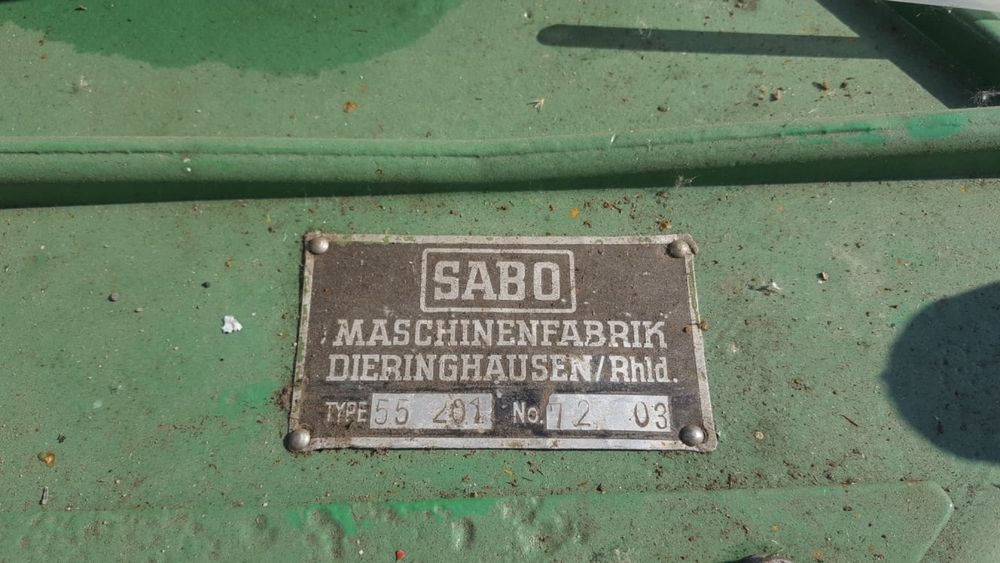 SABO
MASCHINENFABRIK
DIERINGHAUSEN/Rhld.
TYPE 55 201 No. 72 03